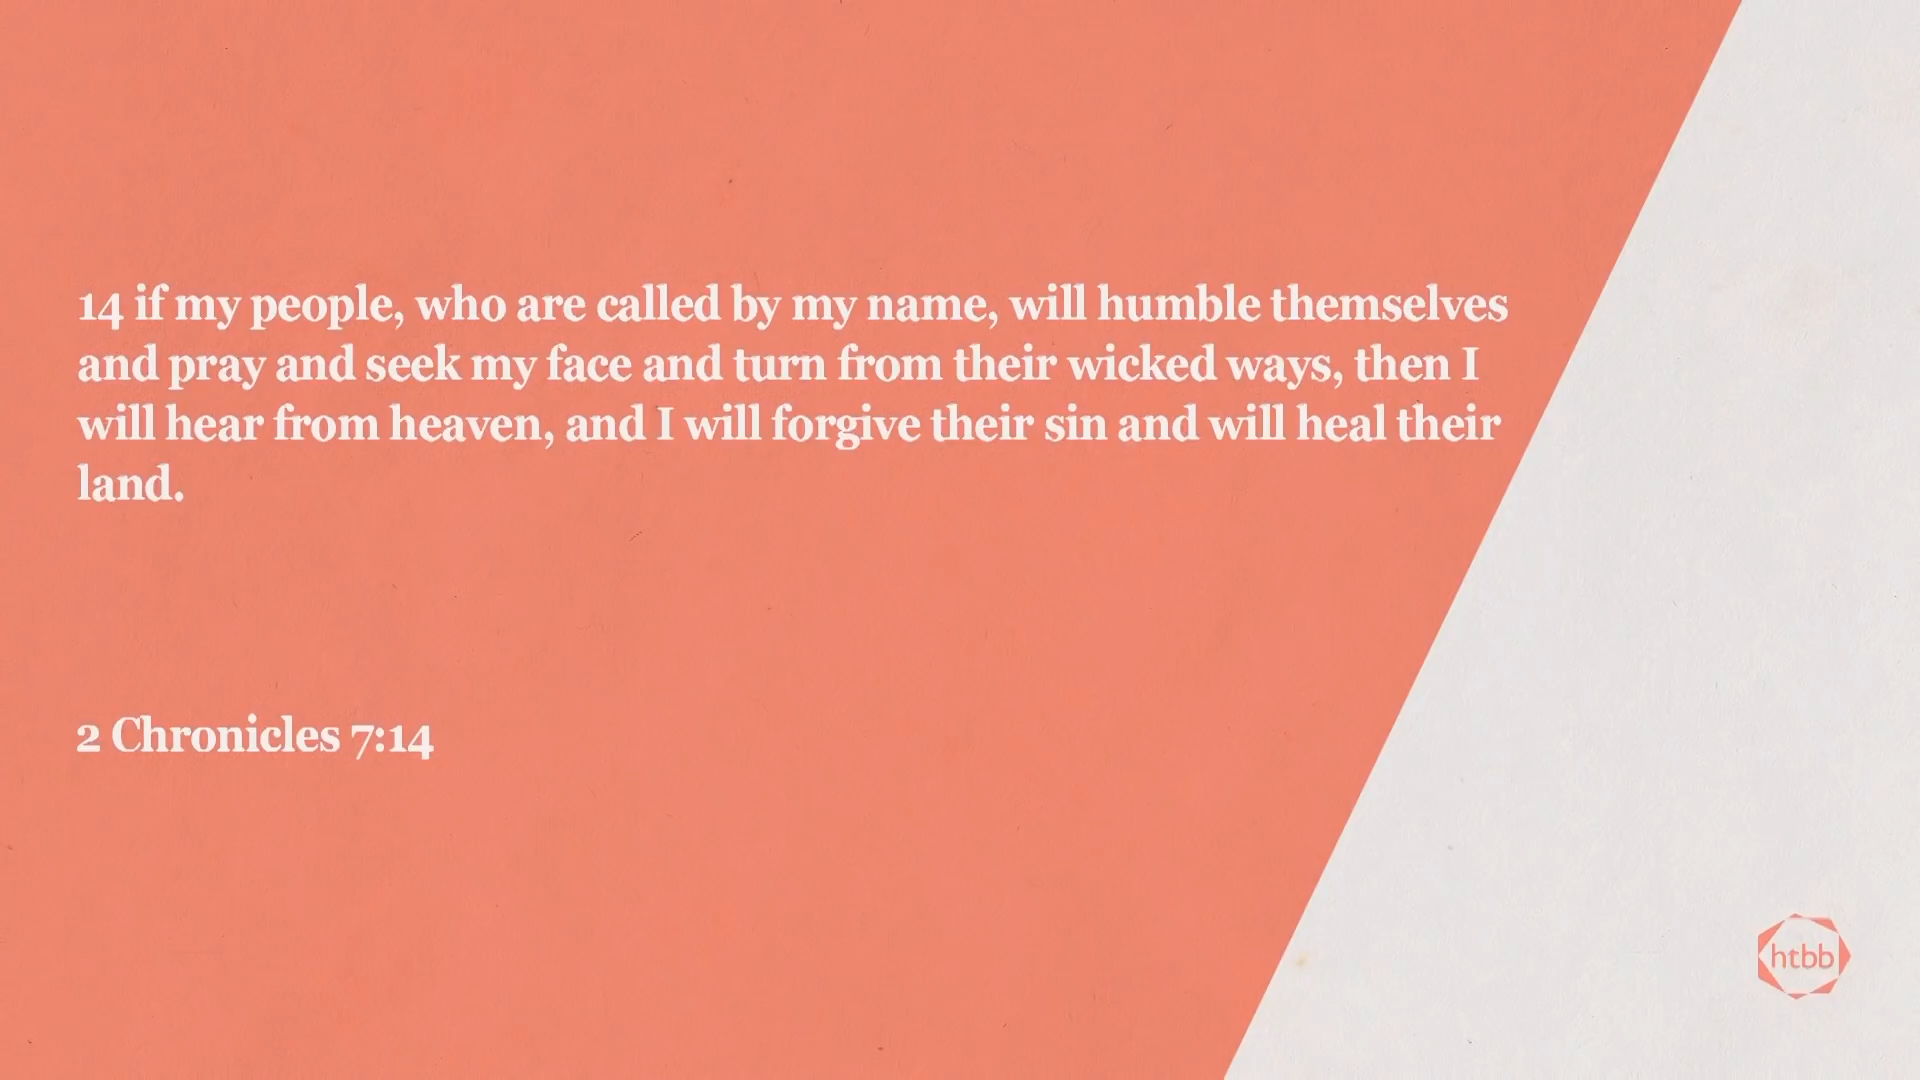 14 if my people, who are called by my name, will humble themselves
and pray and seek my face and turn from their wicked ways, then I
will hear from heaven, and I will forgive their sin and will heal their
land.
2 Chronicles 7:14
htbb